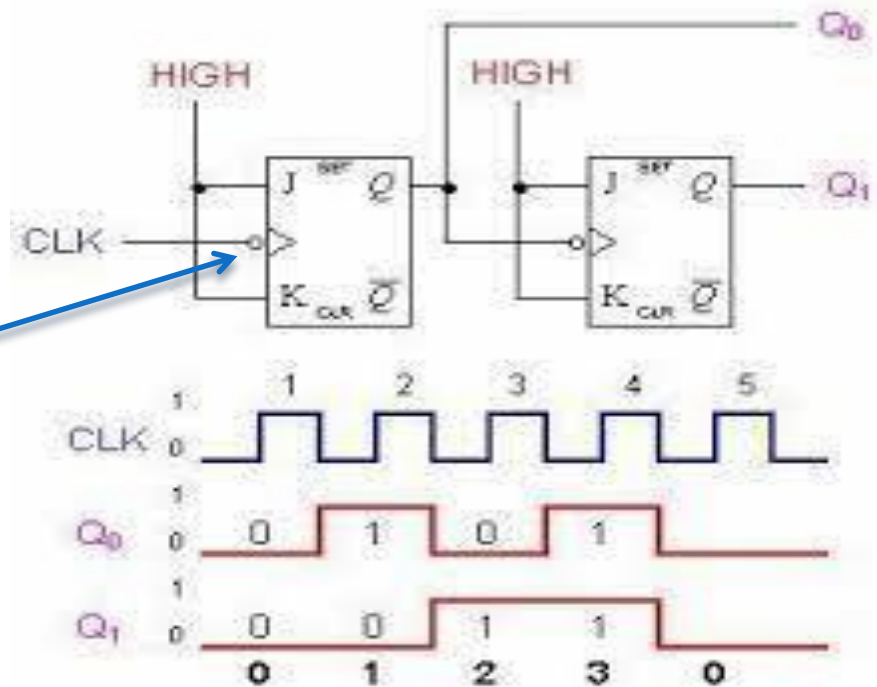 Q₀
HIGH HIGH
J SET Q J SET Q Q₁
CLK
K CLR Q̅ K CLR Q̅
1 2 3 4 5
1
CLK 0
1
Q₀ 0 0 1 0 1
1
Q₁ 0 0 0 1 1
0 1 2 3 0